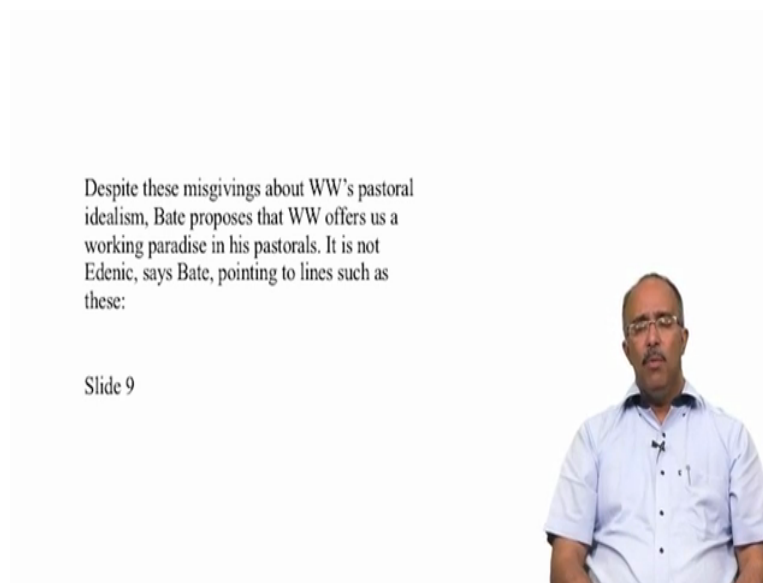 Despite these misgivings about WW's pastoral
idealism, Bate proposes that WW offers us a
working paradise in his pastorals. It is not
Edenic, says Bate, pointing to lines such as
these:
Slide 9